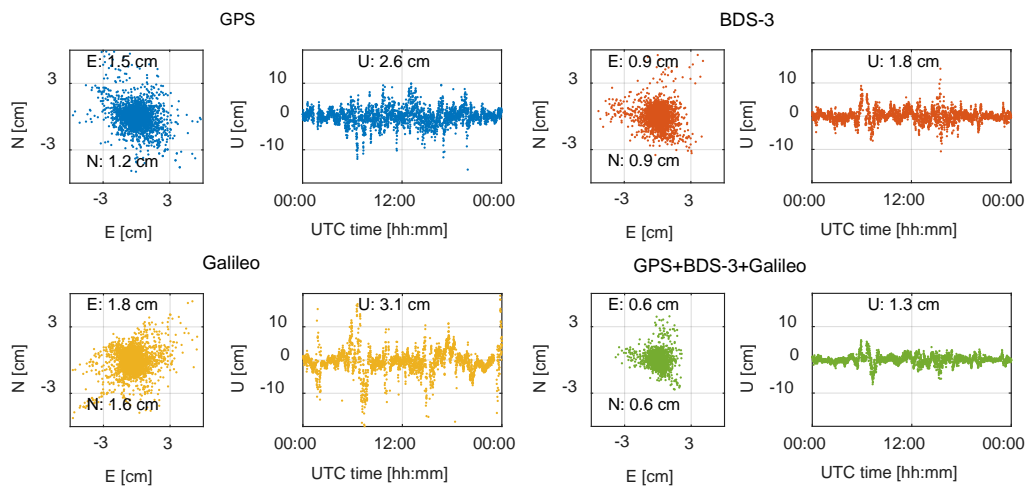 GPS
BDS-3
E: 1.5 cm
U: 2.6 cm
E: 0.9 cm
U: 1.8 cm
N [cm]
3
-3
N: 1.2 cm
U [cm]
10
0
-10
N [cm]
3
-3
N: 0.9 cm
U [cm]
10
0
-10
-3 3
00:00 12:00 00:00
-3 3
00:00 12:00 00:00
E [cm]
UTC time [hh:mm]
E [cm]
UTC time [hh:mm]
Galileo
GPS+BDS-3+Galileo
E: 1.8 cm
U: 3.1 cm
E: 0.6 cm
U: 1.3 cm
N [cm]
3
-3
N: 1.6 cm
U [cm]
10
0
-10
N [cm]
3
-3
N: 0.6 cm
U [cm]
10
0
-10
-3 3
00:00 12:00 00:00
-3 3
00:00 12:00 00:00
E [cm]
UTC time [hh:mm]
E [cm]
UTC time [hh:mm]